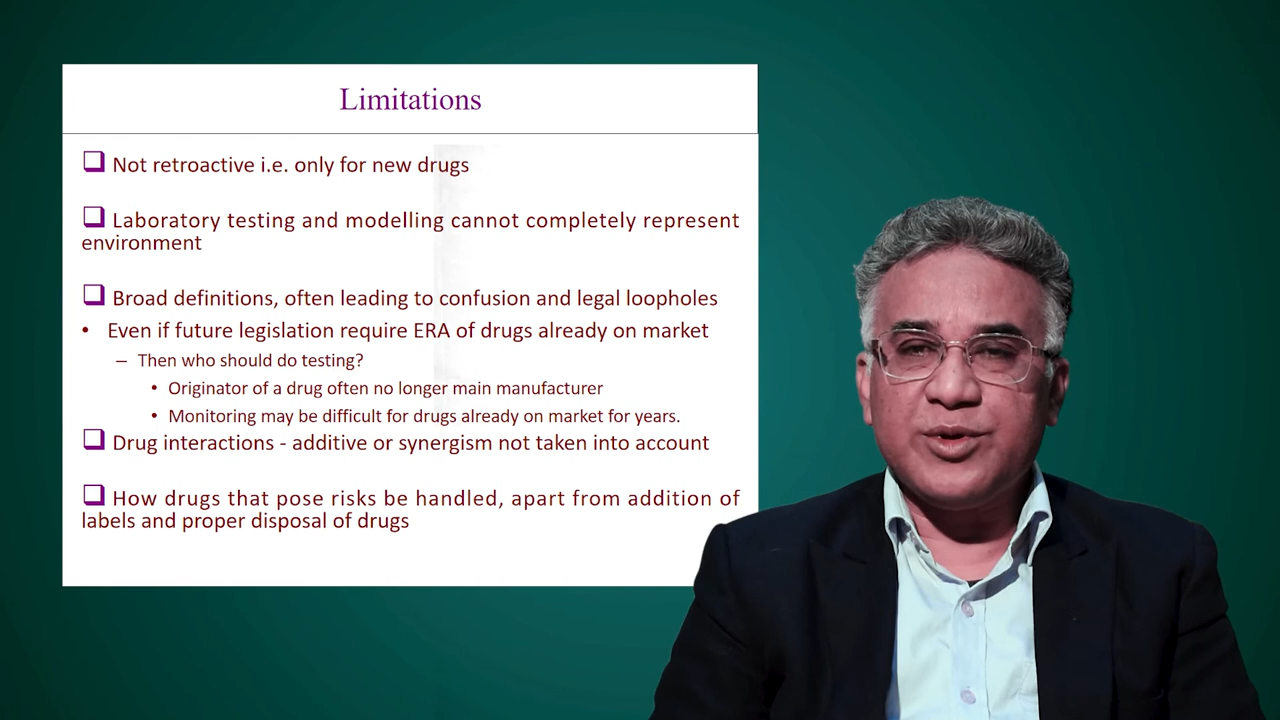 Limitations
❑ Not retroactive i.e. only for new drugs
❑ Laboratory testing and modelling cannot completely represent
environment
❑ Broad definitions, often leading to confusion and legal loopholes
• Even if future legislation require ERA of drugs already on market
– Then who should do testing?
• Originator of a drug often no longer main manufacturer
• Monitoring may be difficult for drugs already on market for years.
❑ Drug interactions - additive or synergism not taken into account
❑ How drugs that pose risks be handled, apart from addition of
labels and proper disposal of drugs